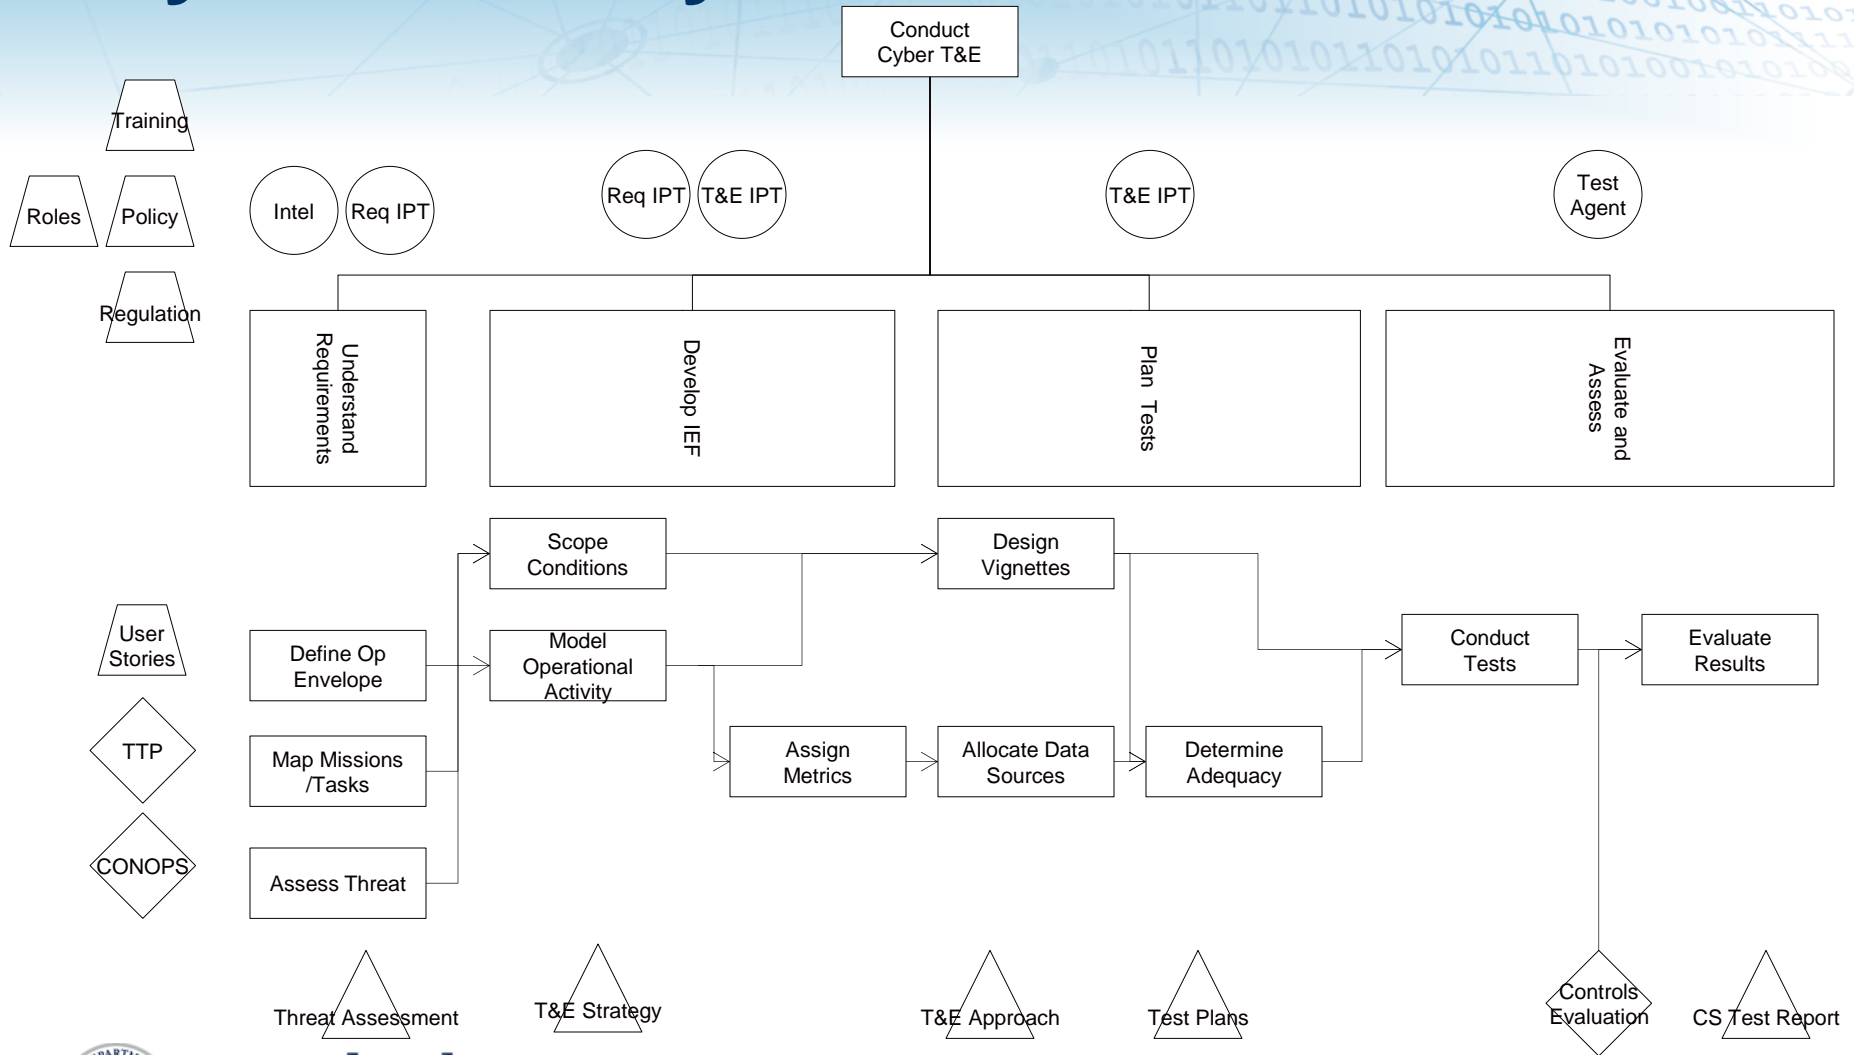 Conduct
Cyber T&E
Training
Roles
Policy
Regulation
Intel
Req IPT
Req IPT
T&E IPT
T&E IPT
Test
Agent
Understand
Requirements
Develop IEF
Plan Tests
Evaluate and
Assess
Scope
Conditions
Design
Vignettes
User
Stories
Define Op
Envelope
Model
Operational
Activity
Conduct
Tests
Evaluate
Results
TTP
Map Missions
/Tasks
Assign
Metrics
Allocate Data
Sources
Determine
Adequacy
CONOPS
Assess Threat
Threat Assessment
T&E Strategy
T&E Approach
Test Plans
Controls
Evaluation
CS Test Report